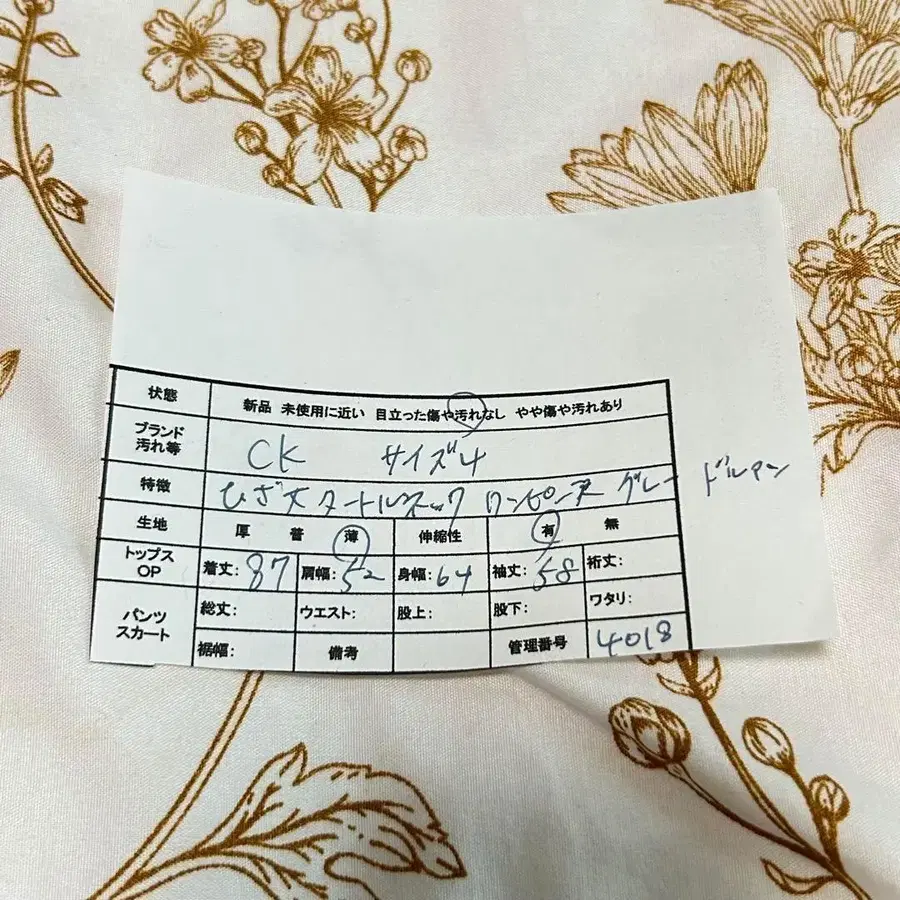 状態 新品 未使用に近い 目立った傷や汚れなし やや傷や汚れあり
ブランド
汚れ等 CK サイズ4
特徴 ひざ丈 タートルネック ワンピース グレー ドルマン
生地 厚 普 薄 伸縮性 有 無
トップス
OP 着丈: 87 肩幅: 52 身幅: 64 袖丈: 58 裄丈:
パンツ
スカート 総丈: ウエスト: 股上: 股下: ワタリ:
裾幅: 備考 管理番号 4018